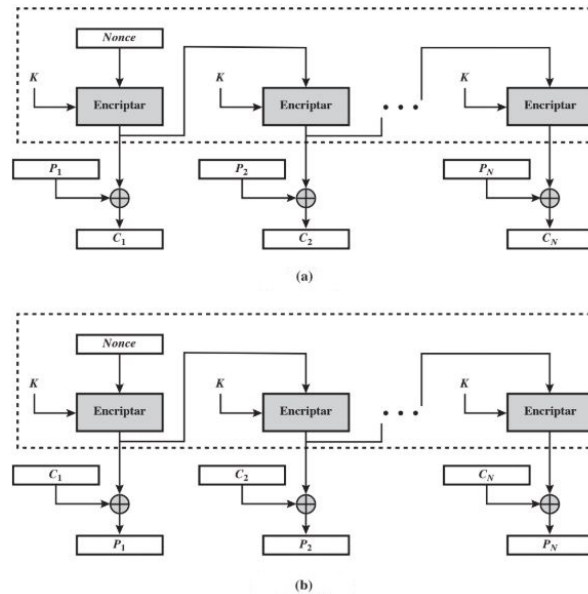 Nonce
K K K
Encriptar Encriptar • • • Encriptar
P1 P2 PN
C1 C2 CN
(a)
Nonce
K K K
Encriptar Encriptar • • • Encriptar
C1 C2 CN
P1 P2 PN
(b)